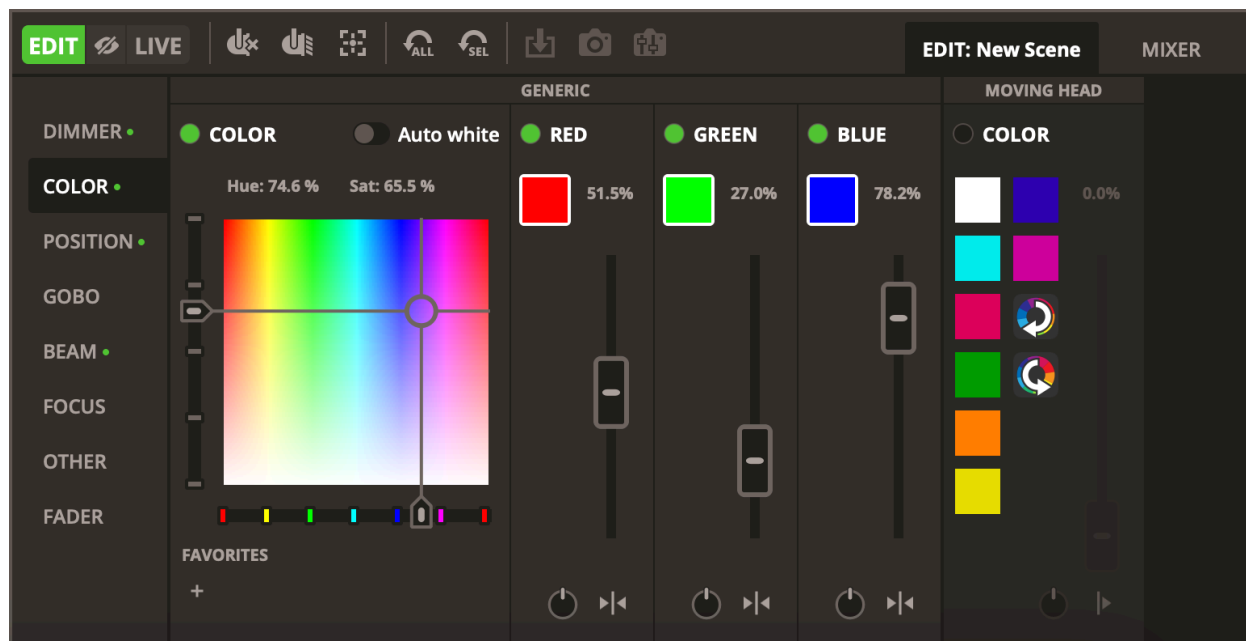 EDIT LIVE ALL SEL EDIT: New Scene MIXER
GENERIC MOVING HEAD
DIMMER COLOR Auto white RED GREEN BLUE COLOR
COLOR Hue: 74.6 % Sat: 65.5 % 51.5% 27.0% 78.2% 0.0%
POSITION
GOBO
BEAM
FOCUS
OTHER
FADER
FAVORITES
+